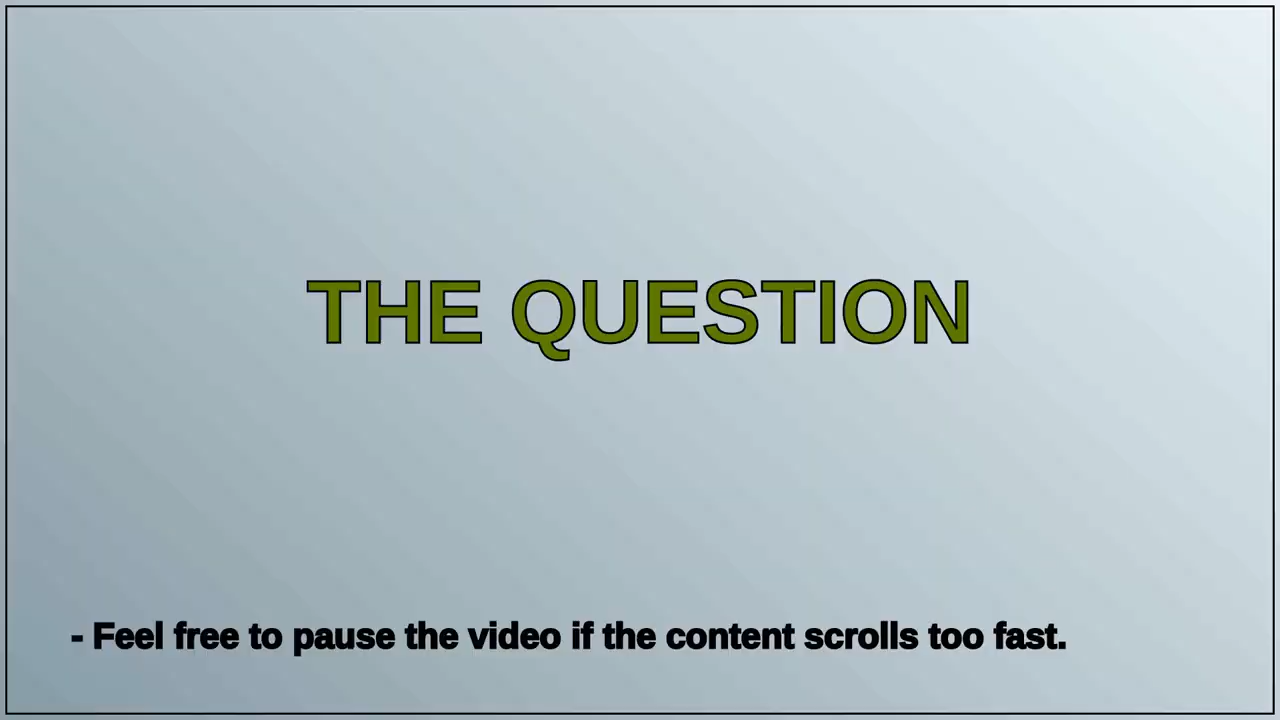 THE QUESTION
- Feel free to pause the video if the content scrolls too fast.